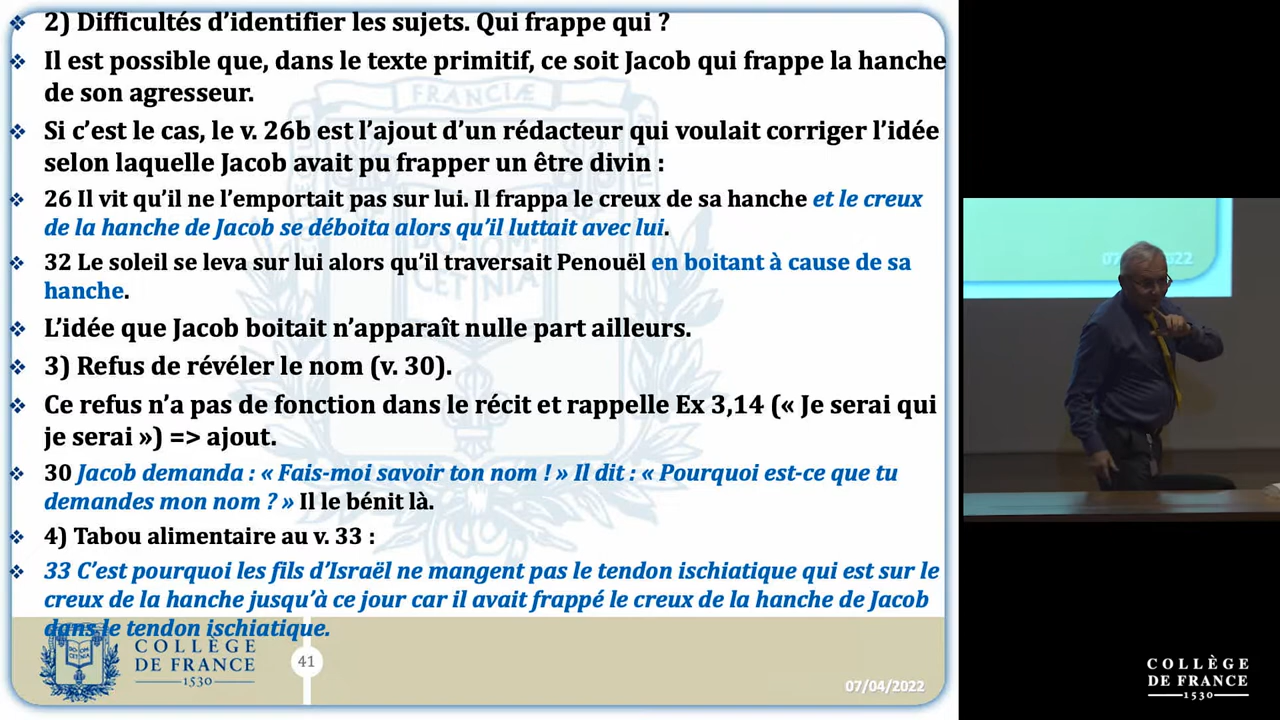 2) Difficultés d’identifier les sujets. Qui frappe qui ?
Il est possible que, dans le texte primitif, ce soit Jacob qui frappe la hanche
de son agresseur.
Si c’est le cas, le v. 26b est l’ajout d’un rédacteur qui voulait corriger l’idée
selon laquelle Jacob avait pu frapper un être divin :
26 Il vit qu’il ne l’emportait pas sur lui. Il frappa le creux de sa hanche et le creux
de la hanche de Jacob se déboita alors qu’il luttait avec lui.
32 Le soleil se leva sur lui alors qu’il traversait Penouël en boitant à cause de sa
hanche.
L’idée que Jacob boitait n’apparaît nulle part ailleurs.
3) Refus de révéler le nom (v. 30).
Ce refus n’a pas de fonction dans le récit et rappelle Ex 3,14 (« Je serai qui
je serai ») => ajout.
30 Jacob demanda : « Fais-moi savoir ton nom ! » Il dit : « Pourquoi est-ce que tu
demandes mon nom ? » Il le bénit là.
4) Tabou alimentaire au v. 33 :
33 C’est pourquoi les fils d’Israël ne mangent pas le tendon ischiatique qui est sur le
creux de la hanche jusqu’à ce jour car il avait frappé le creux de la hanche de Jacob
dans le tendon ischiatique.
COLLÈGE
DE FRANCE
1530
41
07/04/2022
COLLÈGE
DE FRANCE
1530